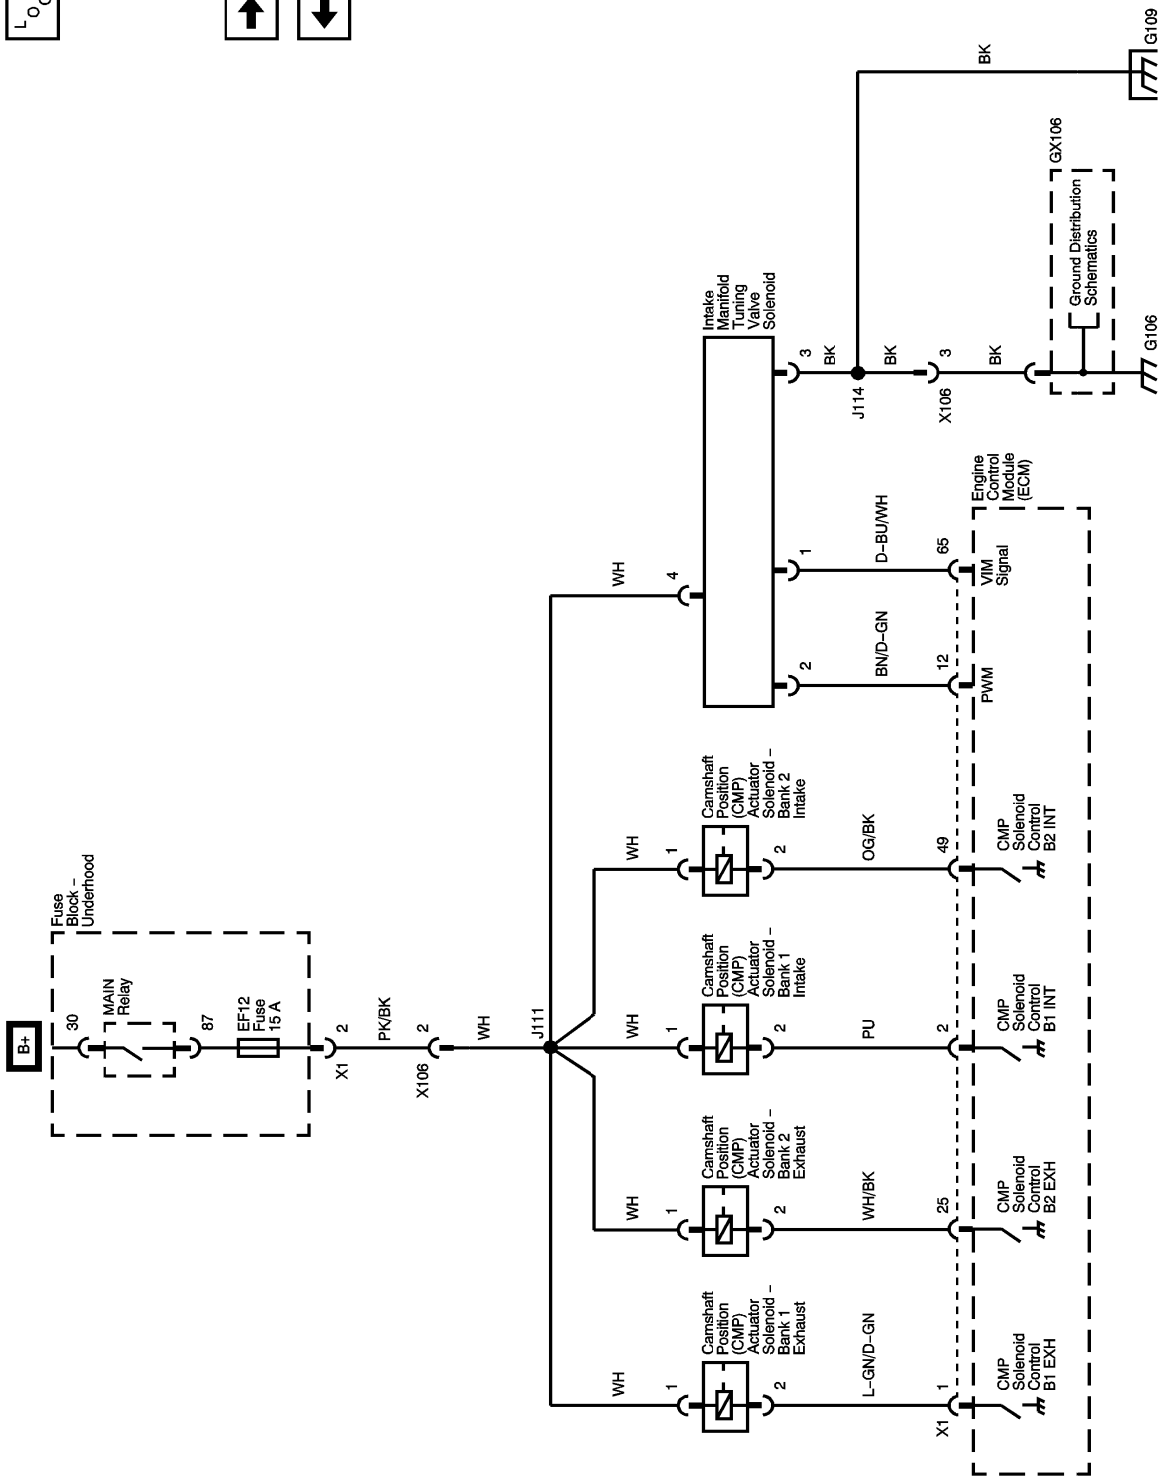 L O C
B+
Fuse
Block –
Underhood
30
MAIN
Relay
87
EF12
Fuse
15 A
2
X1
PK/BK
2
X106
WH
J111
WH
WH
WH
WH
WH
1
1
1
1
4
Camshaft
Position
(CMP)
Actuator
Solenoid –
Bank 1
Exhaust
Camshaft
Position
(CMP)
Actuator
Solenoid –
Bank 2
Exhaust
Camshaft
Position
(CMP)
Actuator
Solenoid –
Bank 1
Intake
Camshaft
Position
(CMP)
Actuator
Solenoid –
Bank 2
Intake
Intake
Manifold
Tuning
Valve
Solenoid
2
2
2
2
2
1
3
L–GN/D–GN
WH/BK
PU
OG/BK
BN/D–GN
D–BU/WH
BK
J114
BK
BK
3
X106
BK
X1
1
25
2
49
12
65
CMP
Solenoid
Control
B1 EXH
CMP
Solenoid
Control
B2 EXH
CMP
Solenoid
Control
B1 INT
CMP
Solenoid
Control
B2 INT
PWM
VIM
Signal
Engine
Control
Module
(ECM)
GX106
Ground Distribution
Schematics
G106
G109